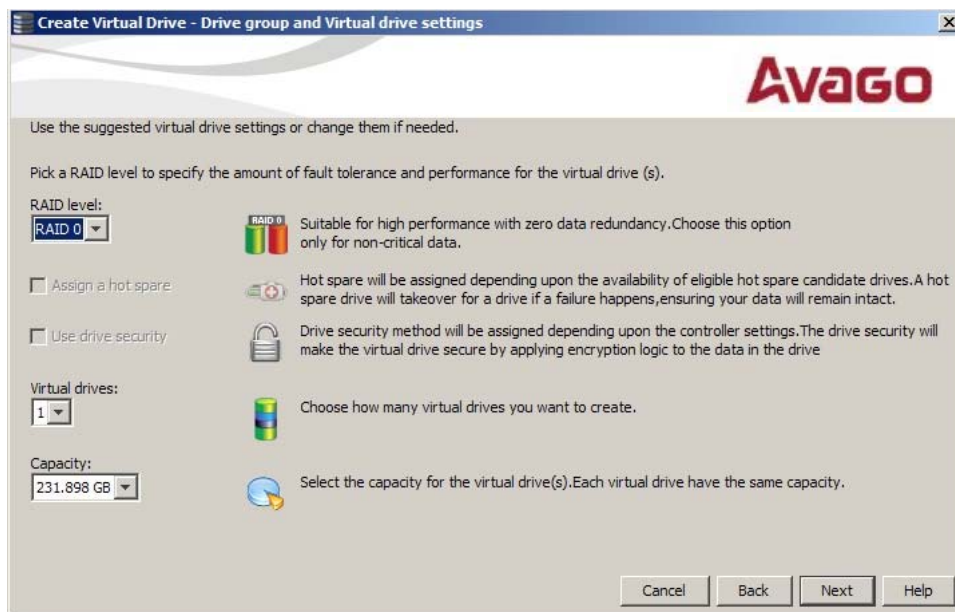 Create Virtual Drive - Drive group and Virtual drive settings
AVAGO
Use the suggested virtual drive settings or change them if needed.
Pick a RAID level to specify the amount of fault tolerance and performance for the virtual drive (s).
RAID level:
RAID 0
RAID 0
Suitable for high performance with zero data redundancy.Choose this option
only for non-critical data.
Assign a hot spare
Hot spare will be assigned depending upon the availability of eligible hot spare candidate drives.A hot
spare drive will takeover for a drive if a failure happens,ensuring your data will remain intact.
Use drive security
Drive security method will be assigned depending upon the controller settings.The drive security will
make the virtual drive secure by applying encryption logic to the data in the drive
Virtual drives:
1
Choose how many virtual drives you want to create.
Capacity:
231.898 GB
Select the capacity for the virtual drive(s).Each virtual drive have the same capacity.
Cancel
Back
Next
Help